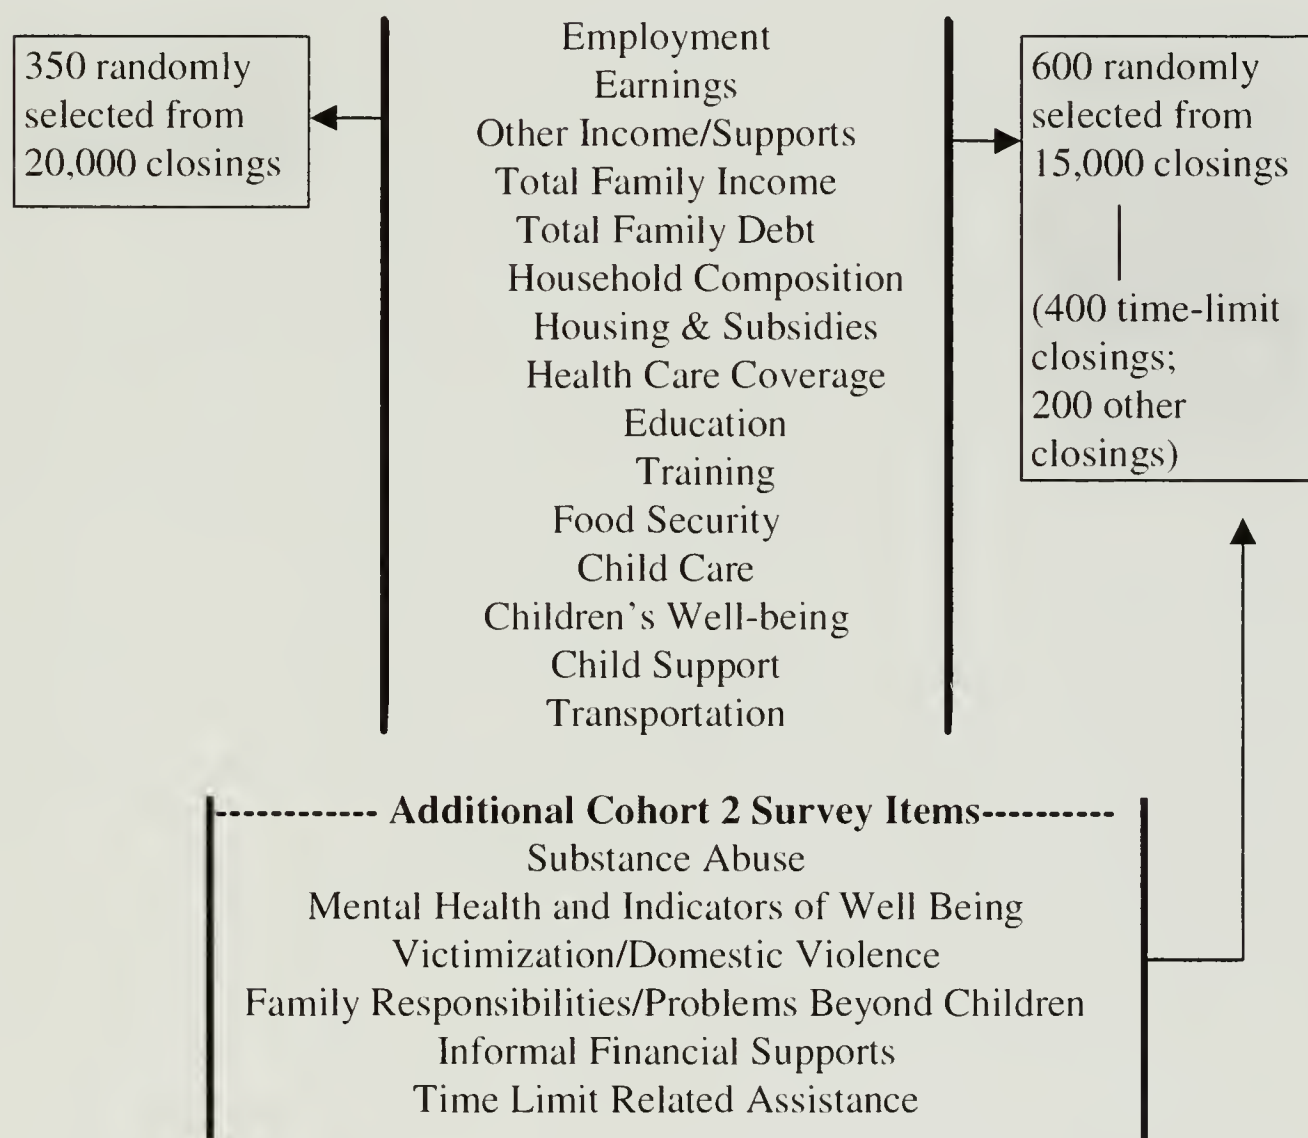 350 randomly
selected from
20,000 closings
Employment
Earnings
Other Income/Supports
Total Family Income
Total Family Debt
Household Composition
Housing & Subsidies
Health Care Coverage
Education
Training
Food Security
Child Care
Children's Well-being
Child Support
Transportation
600 randomly
selected from
15,000 closings
(400 time-limit
closings;
200 other
closings)
------------ Additional Cohort 2 Survey Items----------
Substance Abuse
Mental Health and Indicators of Well Being
Victimization/Domestic Violence
Family Responsibilities/Problems Beyond Children
Informal Financial Supports
Time Limit Related Assistance